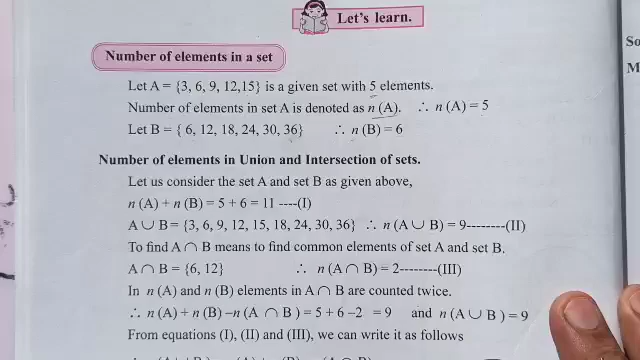 Let's learn.
Number of elements in a set
Let A = {3, 6, 9, 12,15} is a given set with 5 elements.
Number of elements in set A is denoted as n (A). ∴ n (A) = 5
Let B = { 6, 12, 18, 24, 30, 36} ∴ n (B) = 6
Number of elements in Union and Intersection of sets.
Let us consider the set A and set B as given above,
n (A) + n (B) = 5 + 6 = 11 ----(I)
A ∪ B = {3, 6, 9, 12, 15, 18, 24, 30, 36} ∴ n (A ∪ B) = 9--------(II)
To find A ∩ B means to find common elements of set A and set B.
A ∩ B = {6, 12} ∴ n (A ∩ B) = 2--------(III)
In n (A) and n (B) elements in A ∩ B are counted twice.
∴ n (A) + n (B) – n (A ∩ B ) = 5 + 6 –2 = 9 and n (A ∪ B ) = 9
From equations (I), (II) and (III), we can write it as follows
So
M